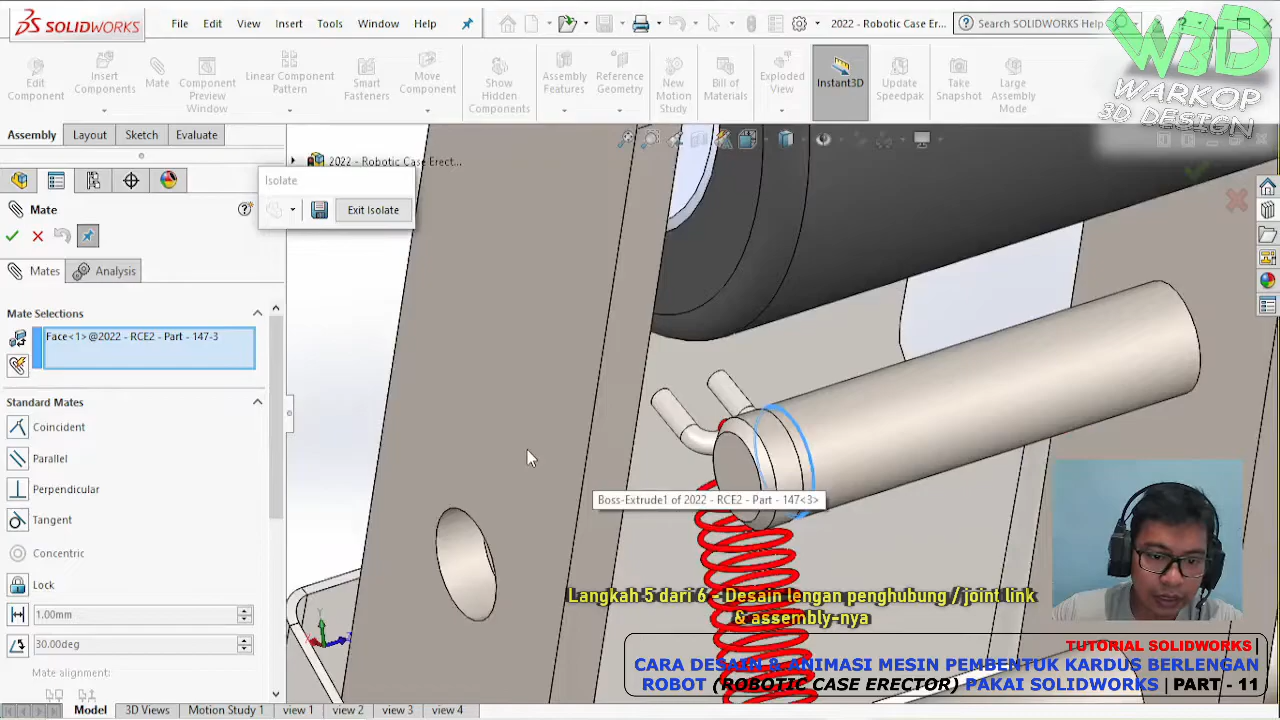 SOLIDWORKS
File Edit View Insert Tools Window Help
2022 - Robotic Case Er...
Search SOLIDWORKS Help
W3D
WARKOP
3D DESIGN
Edit Component
Insert Components
Mate
Component Preview Window
Linear Component Pattern
Smart Fasteners
Move Component
Show Hidden Components
Assembly Features
Reference Geometry
New Motion Study
Bill of Materials
Exploded View
Instant3D
Update Speedpak
Take Snapshot
Large Assembly Mode
Assembly Layout Sketch Evaluate
2022 - Robotic Case Erect...
Isolate
Exit Isolate
Mate
Mates Analysis
Mate Selections
Face<1>@2022 - RCE2 - Part - 147-3
Standard Mates
Coincident
Parallel
Perpendicular
Tangent
Concentric
Lock
1.00mm
30.00deg
Mate alignment:
Boss-Extrude1 of 2022 - RCE2 - Part - 147<3>
Langkah 5 dari 6 - Desain lengan penghubung / joint link
& assembly-nya
TUTORIAL SOLIDWORKS
CARA DESAIN & ANIMASI MESIN PEMBENTUK KARDUS BERLENGAN
ROBOT (ROBOTIC CASE ERECTOR) PAKAI SOLIDWORKS | PART - 11
Model 3D Views Motion Study 1 view 1 view 2 view 3 view 4